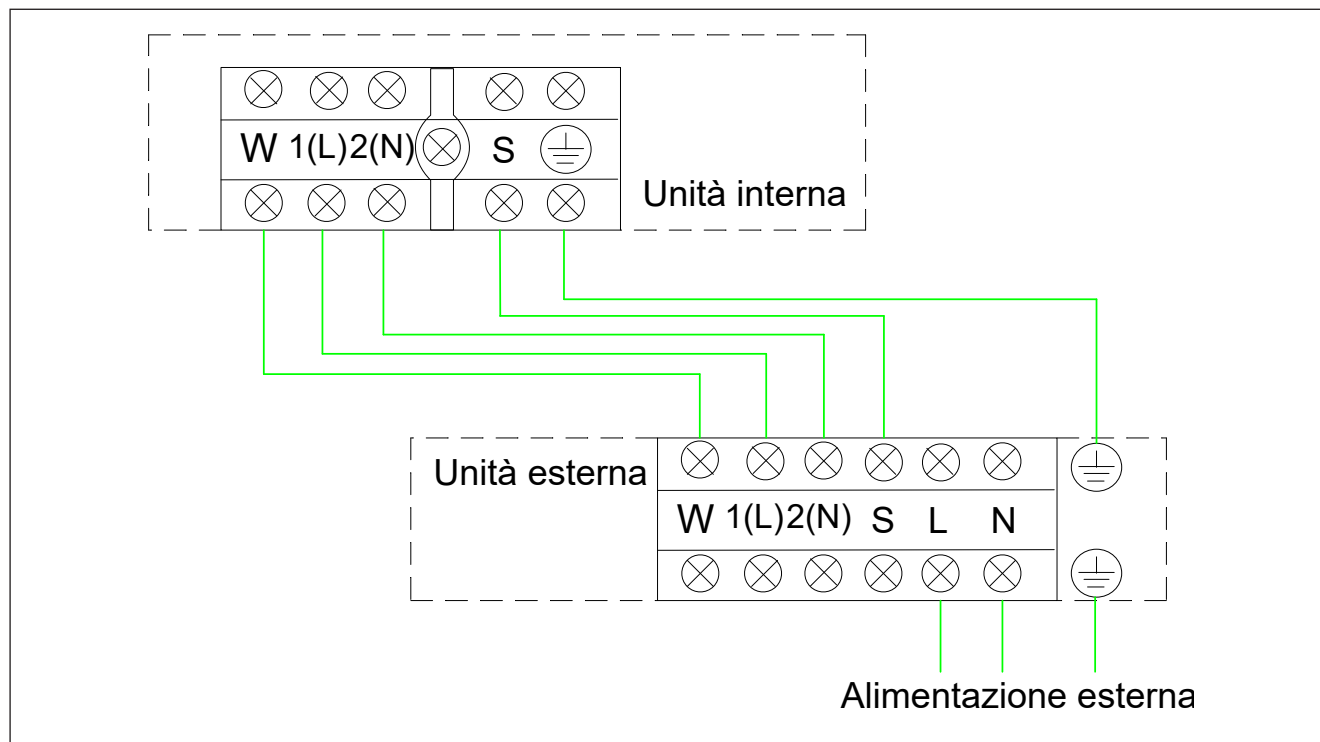 W 1(L) 2(N) S
Unità interna
Unità esterna
W 1(L) 2(N) S L N
Alimentazione esterna